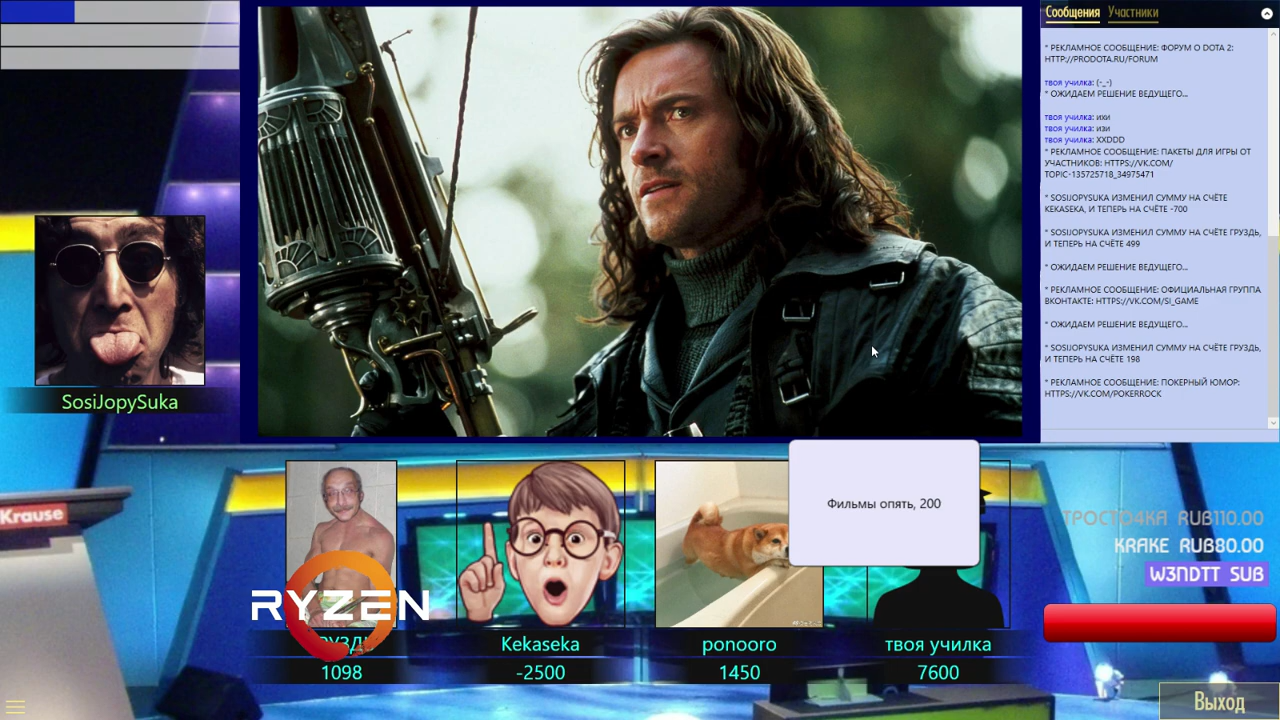 Сообщения Участники
* РЕКЛАМНОЕ СООБЩЕНИЕ: ФОРУМ О DOTA 2:
HTTP://PRODOTA.RU/FORUM
твоя училка: (-_-)
* ОЖИДАЕМ РЕШЕНИЕ ВЕДУЩЕГО...
твоя училка: ихи
твоя училка: изи
твоя училка: XXDDD
* РЕКЛАМНОЕ СООБЩЕНИЕ: ПАКЕТЫ ДЛЯ ИГРЫ ОТ
УЧАСТНИКОВ: HTTPS://VK.COM/
TOPIC-135725718_34975471
* SOSIJOPYSUKA ИЗМЕНИЛ СУММУ НА СЧЁТЕ
KEKASEKA, И ТЕПЕРЬ НА СЧЁТЕ -700
* SOSIJOPYSUKA ИЗМЕНИЛ СУММУ НА СЧЁТЕ ГРУЗДЬ,
И ТЕПЕРЬ НА СЧЁТЕ 499
* ОЖИДАЕМ РЕШЕНИЕ ВЕДУЩЕГО...
* РЕКЛАМНОЕ СООБЩЕНИЕ: ОФИЦИАЛЬНАЯ ГРУППА
ВКОНТАКТЕ: HTTPS://VK.COM/SI_GAME
* ОЖИДАЕМ РЕШЕНИЕ ВЕДУЩЕГО...
* SOSIJOPYSUKA ИЗМЕНИЛ СУММУ НА СЧЁТЕ ГРУЗДЬ,
И ТЕПЕРЬ НА СЧЁТЕ 198
* РЕКЛАМНОЕ СООБЩЕНИЕ: ПОКЕРНЫЙ ЮМОР:
HTTPS://VK.COM/POKERROCK
SosiJopySuka
Фильмы опять, 200
Krause
RYZEN
ТРОСТО4КА RUB110.00
KRAKE RUB80.00
W3NDTT SUB
Kekaseka
ponooro
твоя училка
1098
-2500
1450
7600
Выход